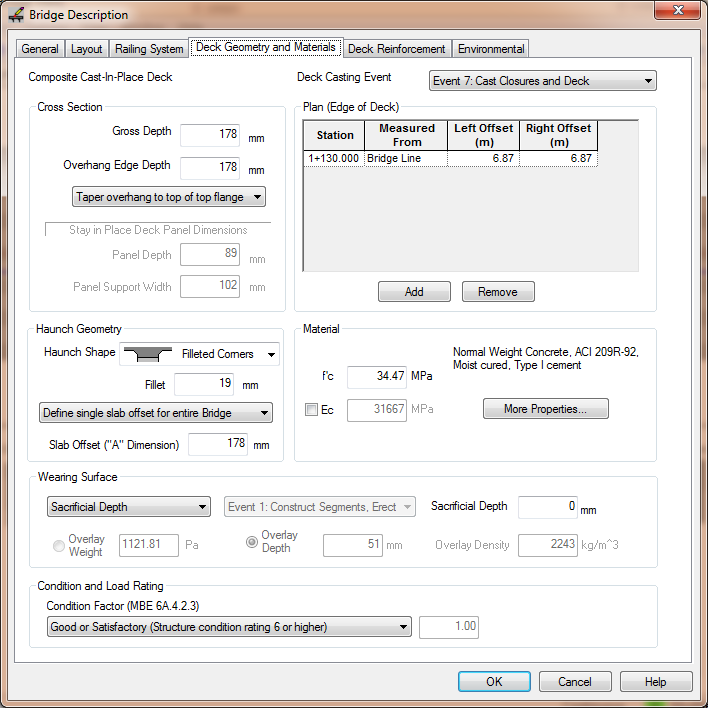 Bridge Description
General Layout Railing System Deck Geometry and Materials Deck Reinforcement Environmental
Composite Cast-In-Place Deck
Deck Casting Event Event 7: Cast Closures and Deck
Cross Section
Gross Depth 178 mm
Overhang Edge Depth 178 mm
Taper overhang to top of top flange
Stay in Place Deck Panel Dimensions
Panel Depth 89 mm
Panel Support Width 102 mm
Plan (Edge of Deck)
Station Measured From Left Offset (m) Right Offset (m)
1+130.000 Bridge Line 6.87 6.87
Add Remove
Haunch Geometry
Haunch Shape Filleted Corners
Fillet 19 mm
Define single slab offset for entire Bridge
Slab Offset ("A" Dimension) 178 mm
Material
f'c 34.47 MPa
Ec 31667 MPa
Normal Weight Concrete, ACI 209R-92,
Moist cured, Type I cement
More Properties...
Wearing Surface
Sacrificial Depth Event 1: Construct Segments, Erect Sacrificial Depth 0 mm
Overlay Weight 1121.81 Pa Overlay Depth 51 mm Overlay Density 2243 kg/m^3
Condition and Load Rating
Condition Factor (MBE 6A.4.2.3)
Good or Satisfactory (Structure condition rating 6 or higher) 1.00
OK Cancel Help